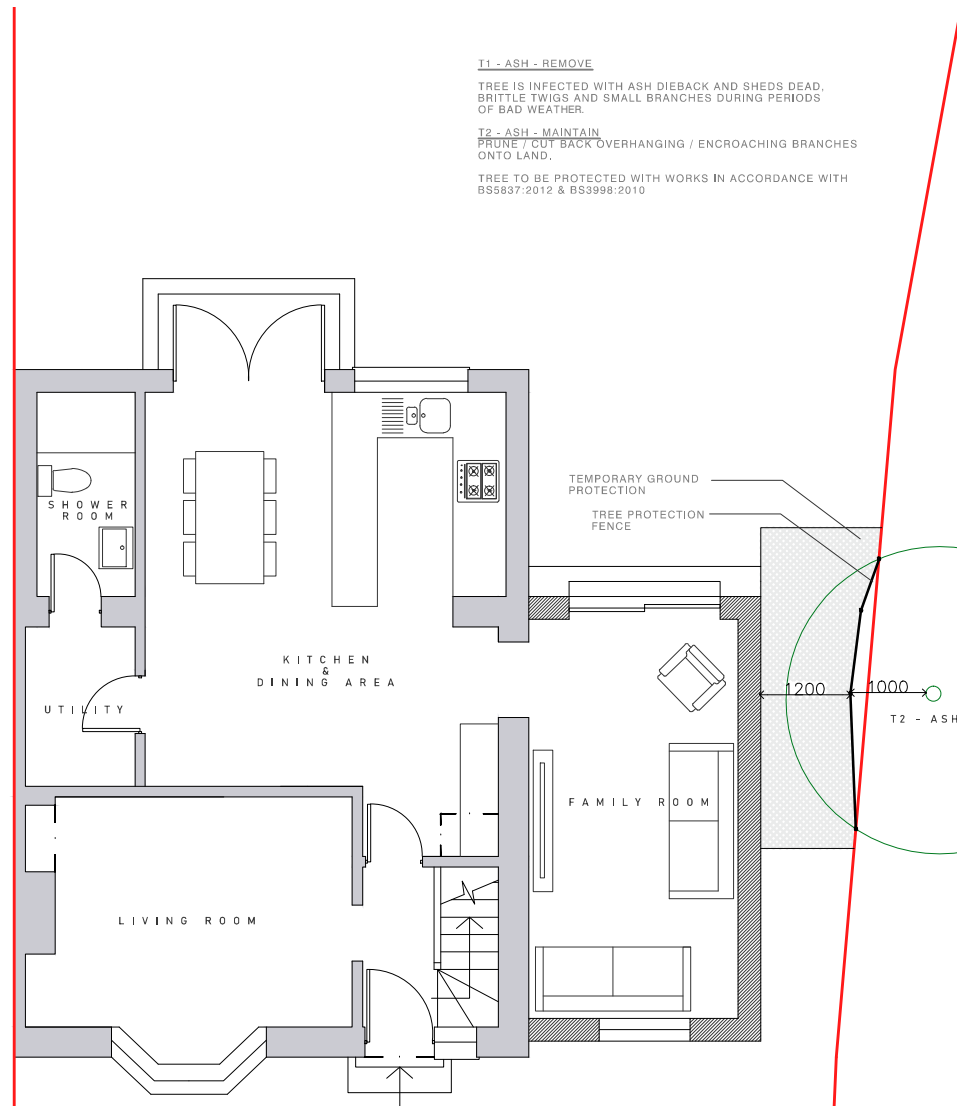 T1 - ASH - REMOVE
TREE IS INFECTED WITH ASH DIEBACK AND SHEDS DEAD,
BRITTLE TWIGS AND SMALL BRANCHES DURING PERIODS
OF BAD WEATHER.
T2 - ASH - MAINTAIN
PRUNE / CUT BACK OVERHANGING / ENCROACHING BRANCHES
ONTO LAND.
TREE TO BE PROTECTED WITH WORKS IN ACCORDANCE WITH
BS5837:2012 & BS3998:2010
TEMPORARY GROUND
PROTECTION
SHOWER
ROOM
TREE PROTECTION
FENCE
KITCHEN
&
DINING AREA
1200
1000
UTILITY
T2 - ASH
FAMILY ROOM
LIVING ROOM